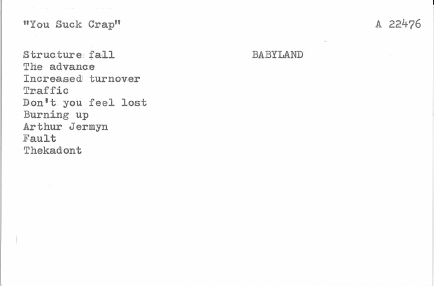 "You Suck Crap" A 22476
Structure fall BABYLAND
The advance
Increased turnover
Traffic
Don't you feel lost
Burning up
Arthur Jermyn
Fault
Thekadont